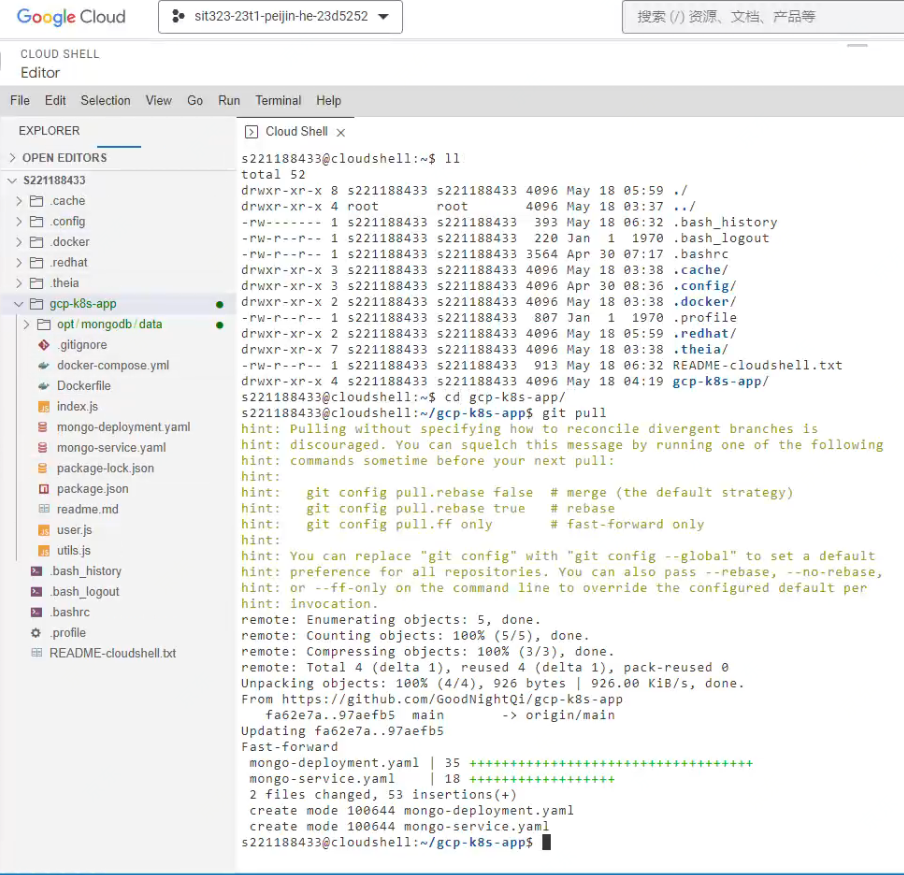 Google Cloud
sit323-23t1-peijin-he-23d5252
搜索 (/) 资源、文档、产品等
CLOUD SHELL
Editor
File Edit Selection View Go Run Terminal Help
EXPLORER
OPEN EDITORS
S221188433
.cache
.config
.docker
.redhat
.theia
gcp-k8s-app
opt/mongodb/data
.gitignore
docker-compose.yml
Dockerfile
index.js
mongo-deployment.yaml
mongo-service.yaml
package-lock.json
package.json
readme.md
user.js
utils.js
.bash_history
.bash_logout
.bashrc
.profile
README-cloudshell.txt
Cloud Shell
s221188433@cloudshell:~$ ll
total 52
drwxr-xr-x 8 s221188433 s221188433 4096 May 18 05:59 ./
drwxr-xr-x 4 root       root       4096 May 18 03:37 ../
-rw------- 1 s221188433 s221188433  393 May 18 06:32 .bash_history
-rw-r--r-- 1 s221188433 s221188433  220 Jan  1  1970 .bash_logout
-rw-r--r-- 1 s221188433 s221188433 3564 Apr 30 07:17 .bashrc
drwxr-xr-x 3 s221188433 s221188433 4096 May 18 03:38 .cache/
drwxr-xr-x 3 s221188433 s221188433 4096 Apr 30 08:36 .config/
drwxr-xr-x 2 s221188433 s221188433 4096 May 18 03:38 .docker/
-rw-r--r-- 1 s221188433 s221188433  807 Jan  1  1970 .profile
drwxr-xr-x 2 s221188433 s221188433 4096 May 18 05:59 .redhat/
drwxr-xr-x 7 s221188433 s221188433 4096 May 18 03:38 .theia/
-rw-r--r-- 1 s221188433 s221188433  913 May 18 06:32 README-cloudshell.txt
drwxr-xr-x 4 s221188433 s221188433 4096 May 18 04:19 gcp-k8s-app/
s221188433@cloudshell:~$ cd gcp-k8s-app/
s221188433@cloudshell:~/gcp-k8s-app$ git pull
hint: Pulling without specifying how to reconcile divergent branches is
hint: discouraged. You can squelch this message by running one of the following
hint: commands sometime before your next pull:
hint:
hint:   git config pull.rebase false  # merge (the default strategy)
hint:   git config pull.rebase true   # rebase
hint:   git config pull.ff only       # fast-forward only
hint:
hint: You can replace "git config" with "git config --global" to set a default
hint: preference for all repositories. You can also pass --rebase, --no-rebase,
hint: or --ff-only on the command line to override the configured default per
hint: invocation.
remote: Enumerating objects: 5, done.
remote: Counting objects: 100% (5/5), done.
remote: Compressing objects: 100% (3/3), done.
remote: Total 4 (delta 1), reused 4 (delta 1), pack-reused 0
Unpacking objects: 100% (4/4), 926 bytes | 926.00 KiB/s, done.
From https://github.com/GoodNightQi/gcp-k8s-app
   fa62e7a..97aefb5  main       -> origin/main
Updating fa62e7a..97aefb5
Fast-forward
 mongo-deployment.yaml | 35 +++++++++++++++++++++++++++++++++++
 mongo-service.yaml    | 18 ++++++++++++++++++
 2 files changed, 53 insertions(+)
 create mode 100644 mongo-deployment.yaml
 create mode 100644 mongo-service.yaml
s221188433@cloudshell:~/gcp-k8s-app$